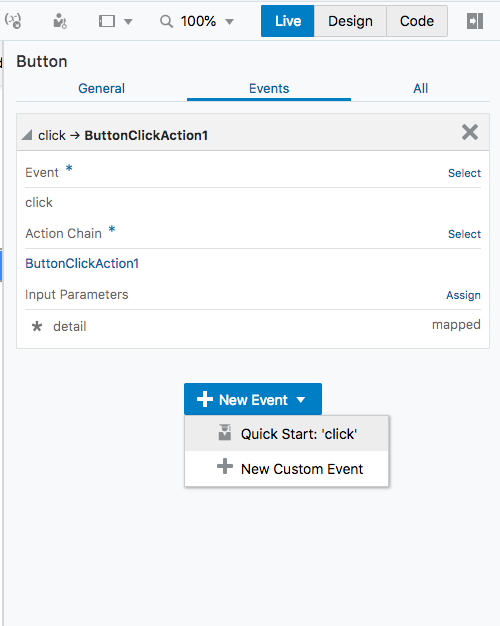 (x)
100%
Live
Design
Code
Button
General
Events
All
click → ButtonClickAction1
Event *
Select
click
Action Chain *
Select
ButtonClickAction1
Input Parameters
Assign
* detail
mapped
New Event
Quick Start: 'click'
New Custom Event